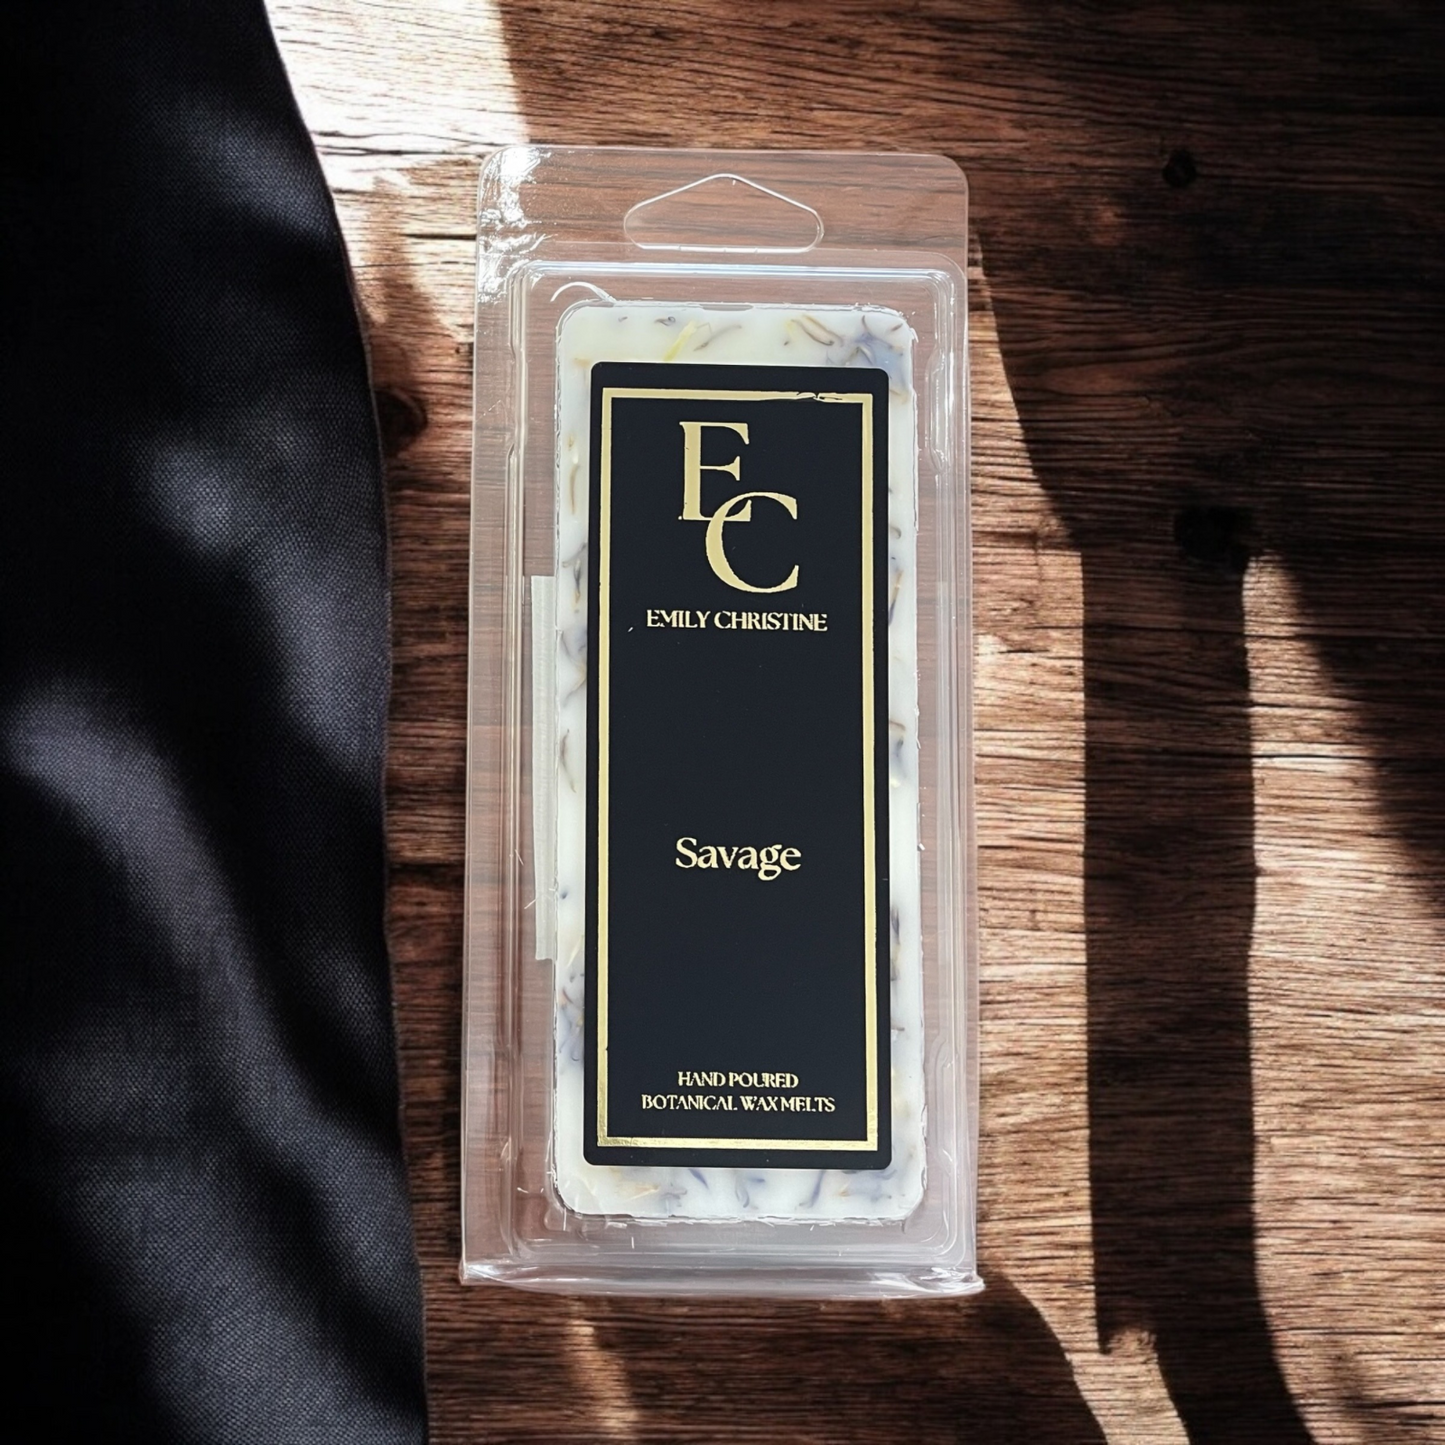 EC
EMILY CHRISTINE
Savage
HAND POURED
BOTANICAL WAX MELTS